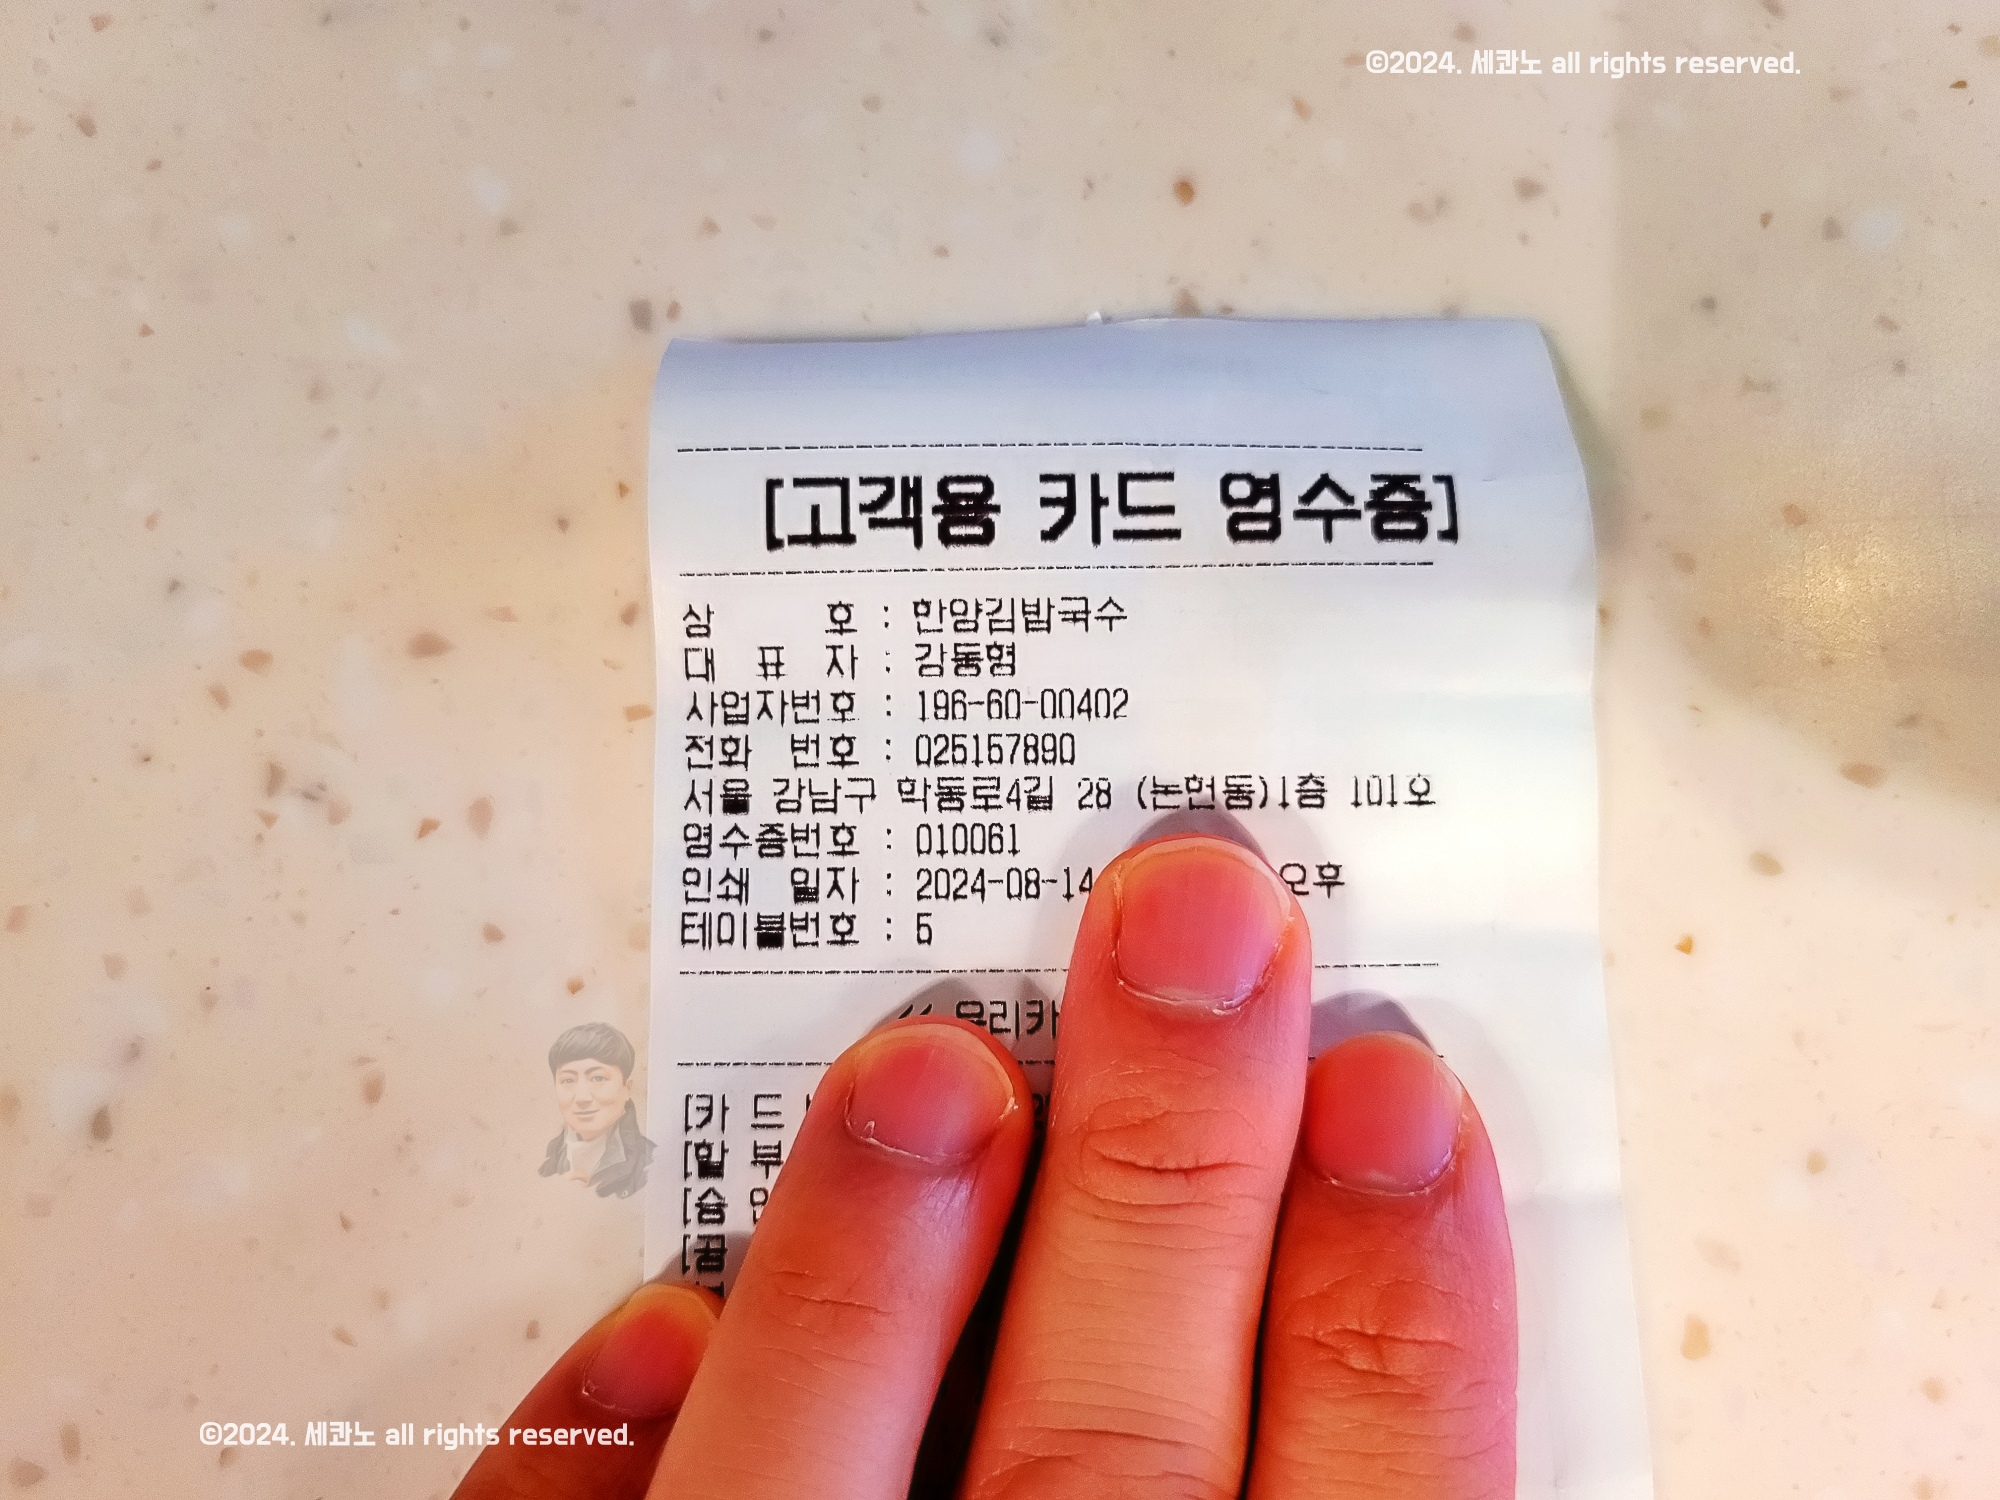 ©2024. 세콴노 all rights reserved.
[고객용 카드 영수증]
상 호 : 한양김밥국수
대 표 자 : 강동형
사업자번호 : 196-60-00402
전화 번호 : 025157890
서울 강남구 학동로4길 28 (논현동)1층 101호
영수증번호 : 010061
인쇄 일자 : 2024-08-14 오후
테이블번호 : 5
우리카
[카 드
[할 부
[승 인
[공
©2024. 세콴노 all rights reserved.